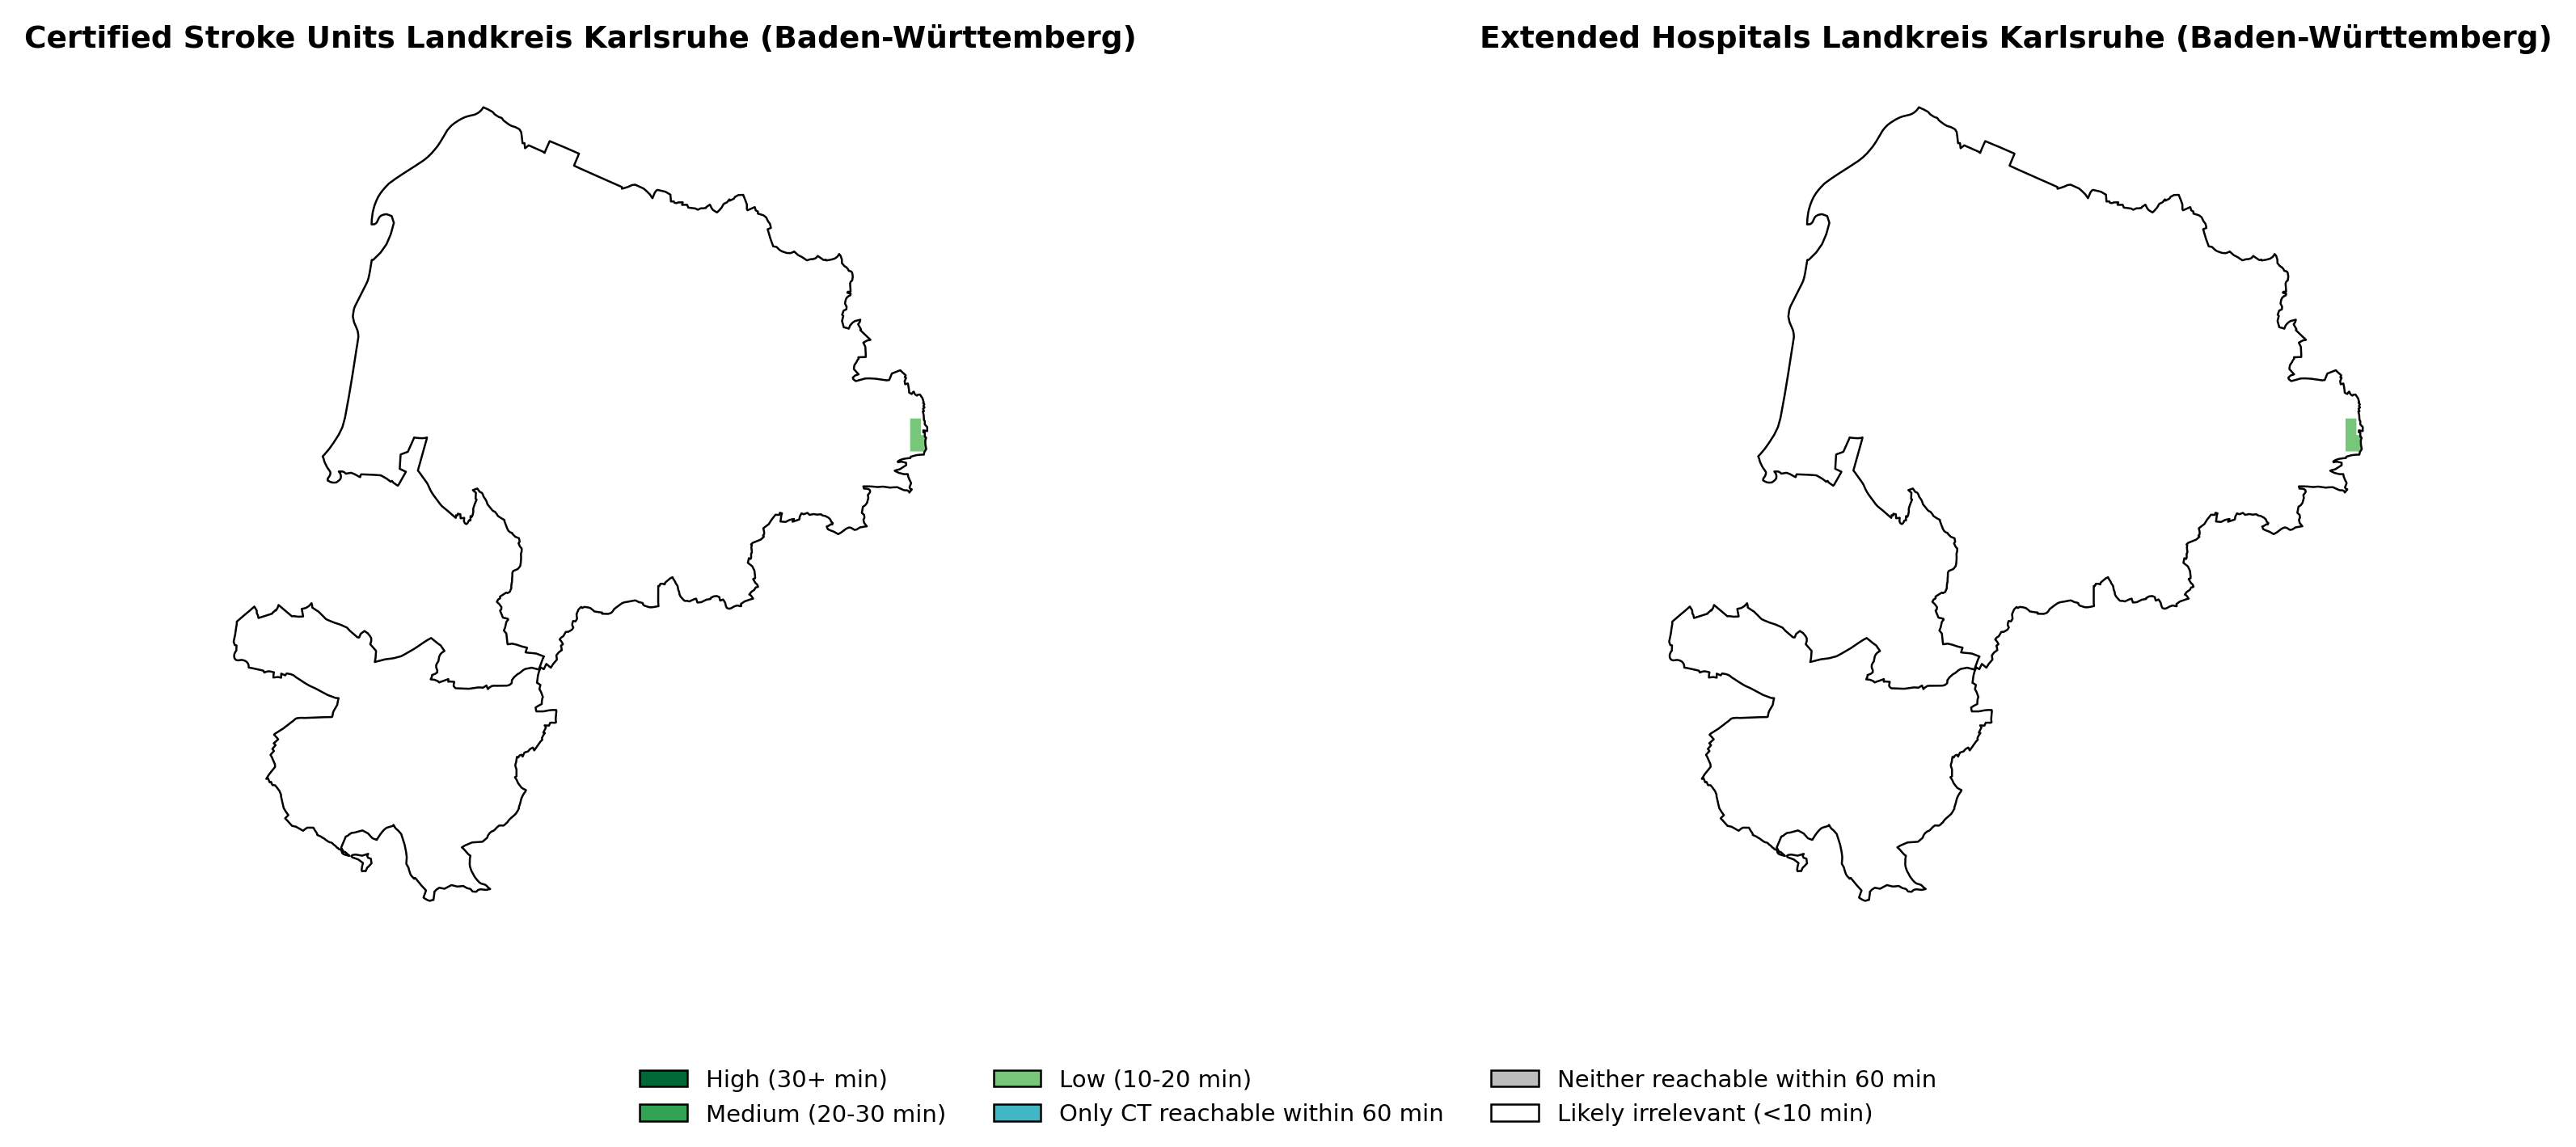 Certified Stroke Units Landkreis Karlsruhe (Baden-Württemberg)
Extended Hospitals Landkreis Karlsruhe (Baden-Württemberg)
High (30+ min)
Medium (20-30 min)
Low (10-20 min)
Only CT reachable within 60 min
Neither reachable within 60 min
Likely irrelevant (<10 min)